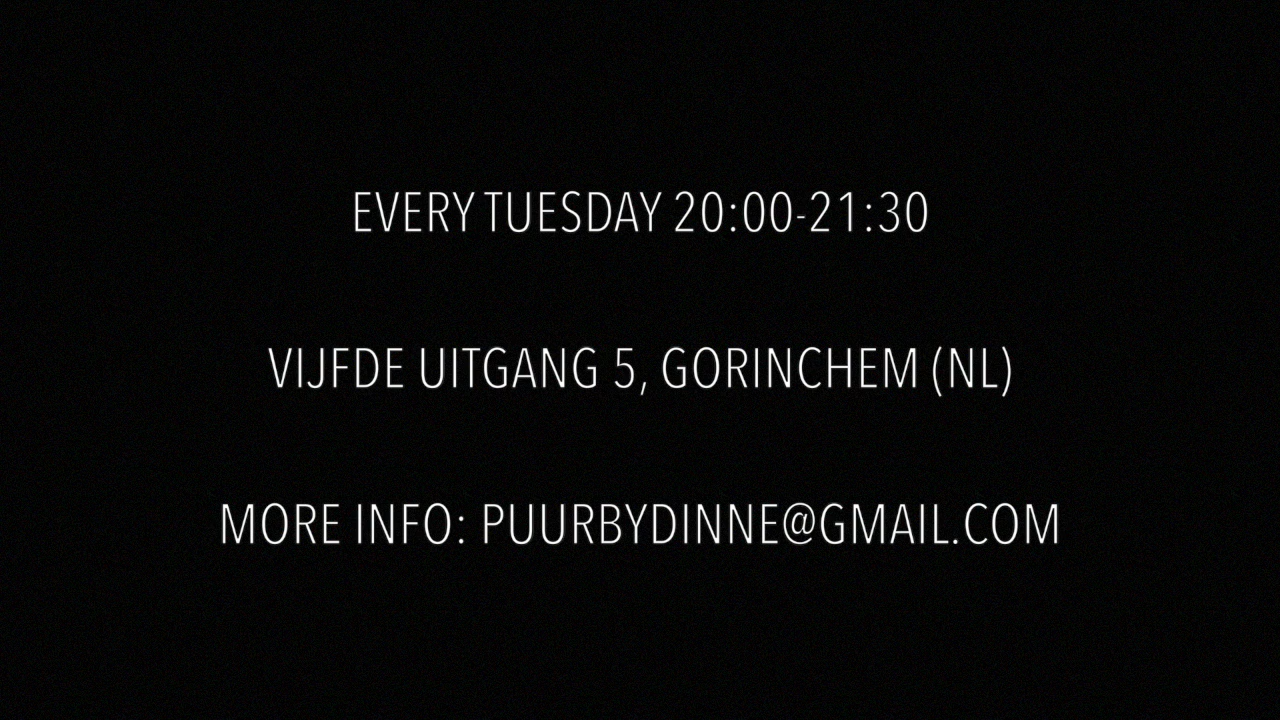 EVERY TUESDAY 20:00-21:30
VIJFDE UITGANG 5, GORINCHEM (NL)
MORE INFO: PUURBYDINNE@GMAIL.COM